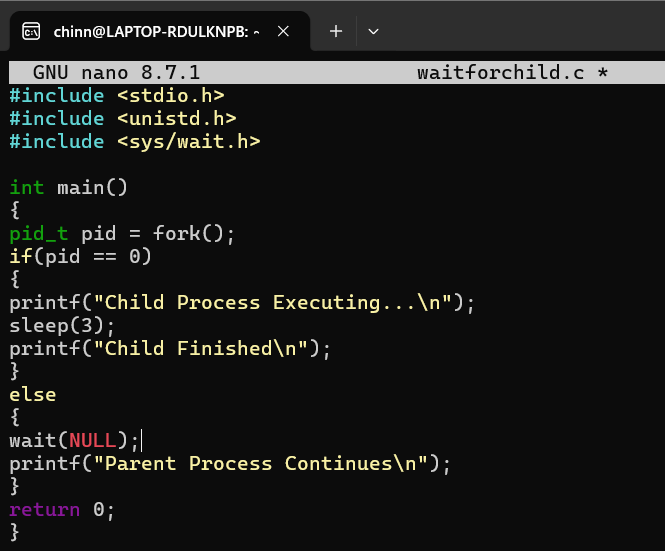 chinn@LAPTOP-RDULKNPB: ~
GNU nano 8.7.1 waitforchild.c *
#include <stdio.h>
#include <unistd.h>
#include <sys/wait.h>
int main()
{
pid_t pid = fork();
if(pid == 0)
{
printf("Child Process Executing...\n");
sleep(3);
printf("Child Finished\n");
}
else
{
wait(NULL);
printf("Parent Process Continues\n");
}
return 0;
}